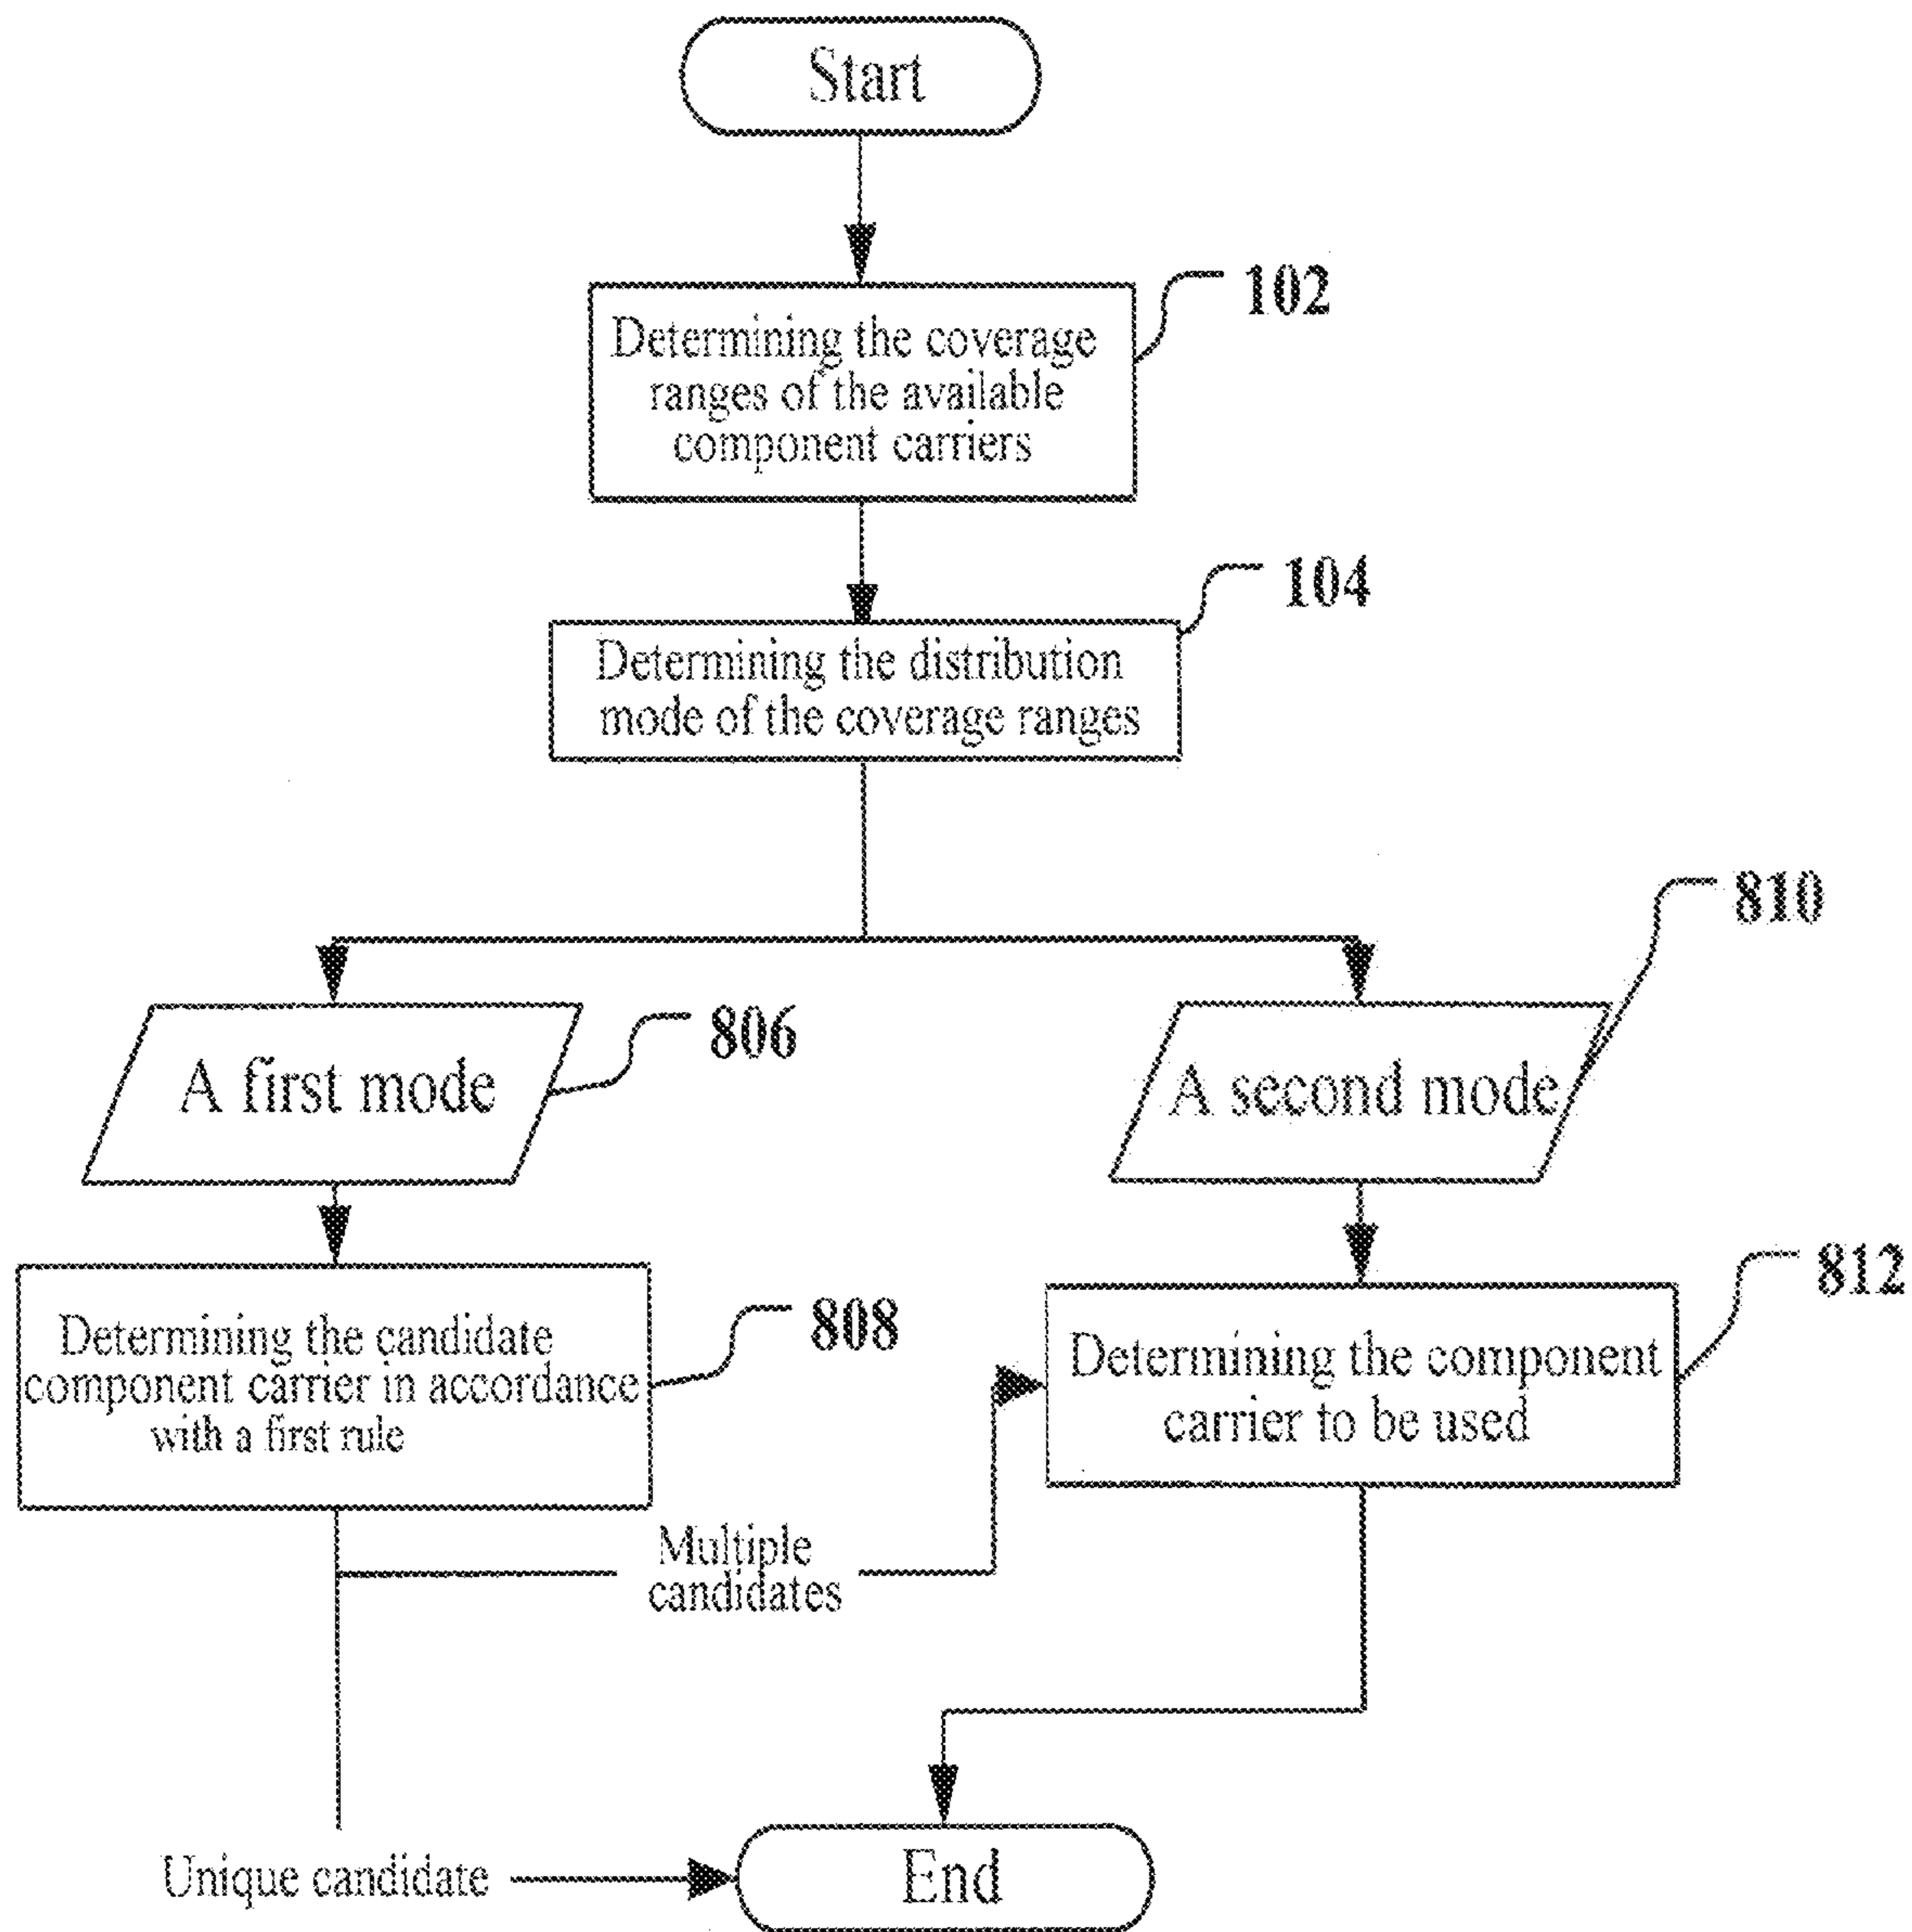 Start
Determining the coverage
ranges of the available
component carriers
102
Determining the distribution
mode of the coverage ranges
104
A first mode
806
A second mode
810
Determining the candidate
component carrier in accordance
with a first rule
808
Determining the component
carrier to be used
812
Multiple
candidates
Unique candidate
End